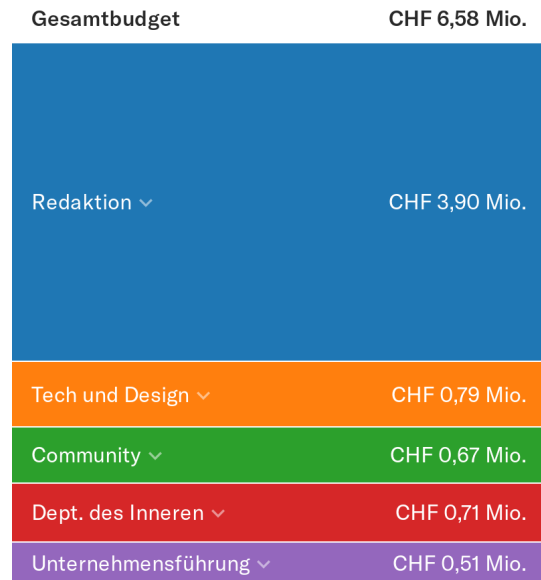 Gesamtbudget CHF 6,58 Mio.
Redaktion CHF 3,90 Mio.
Tech und Design CHF 0,79 Mio.
Community CHF 0,67 Mio.
Dept. des Inneren CHF 0,71 Mio.
Unternehmensführung CHF 0,51 Mio.